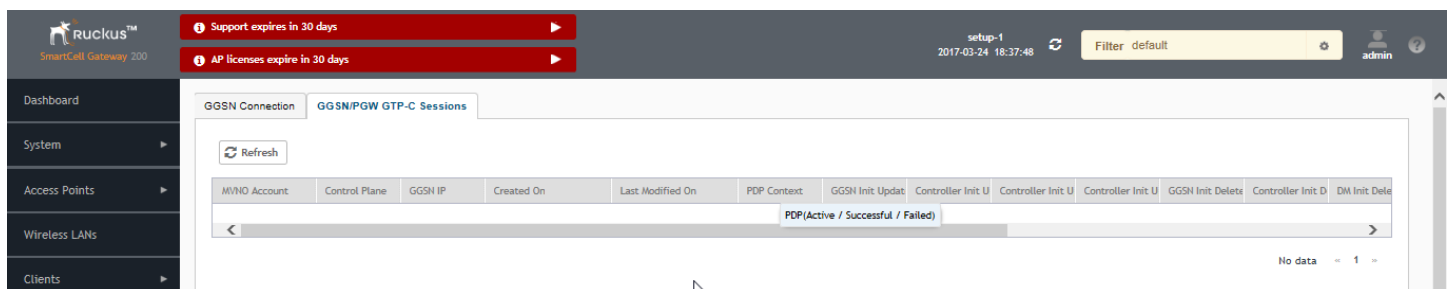 Ruckus™
SmartCell Gateway 200
Support expires in 30 days
AP licenses expire in 30 days
setup-1
2017-03-24 18:37:48
Filter default
admin
Dashboard
System
Access Points
Wireless LANs
Clients
GGSN Connection GGSN/PGW GTP-C Sessions
Refresh
MVNO Account Control Plane GGSN IP Created On Last Modified On PDP Context GGSN Init Updat Controller Init U Controller Init U Controller Init U GGSN Init Delete Controller Init D DM Init Dele
PDP(Active / Successful / Failed)
No data « 1 »